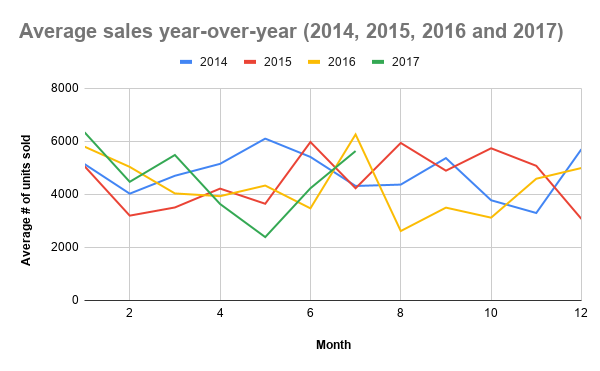 Average sales year-over-year (2014, 2015, 2016 and 2017)
2014 2015 2016 2017
Average # of units sold
8000
6000
4000
2000
0
2 4 6 8 10 12
Month